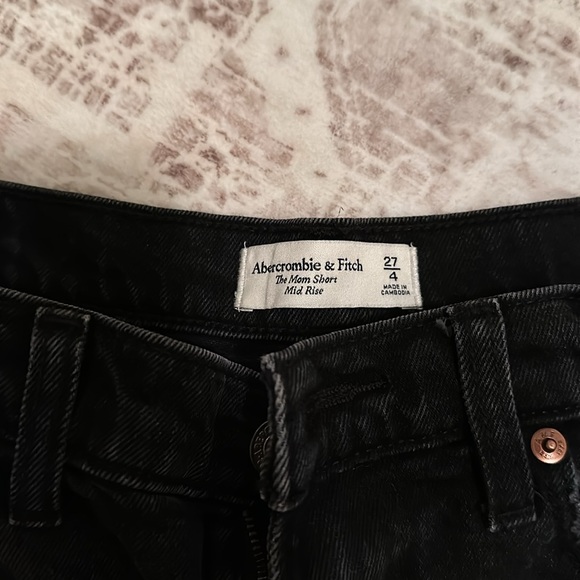 Abercrombie & Fitch
The Mom Short
Mid Rise
27
4
MADE IN
CAMBODIA